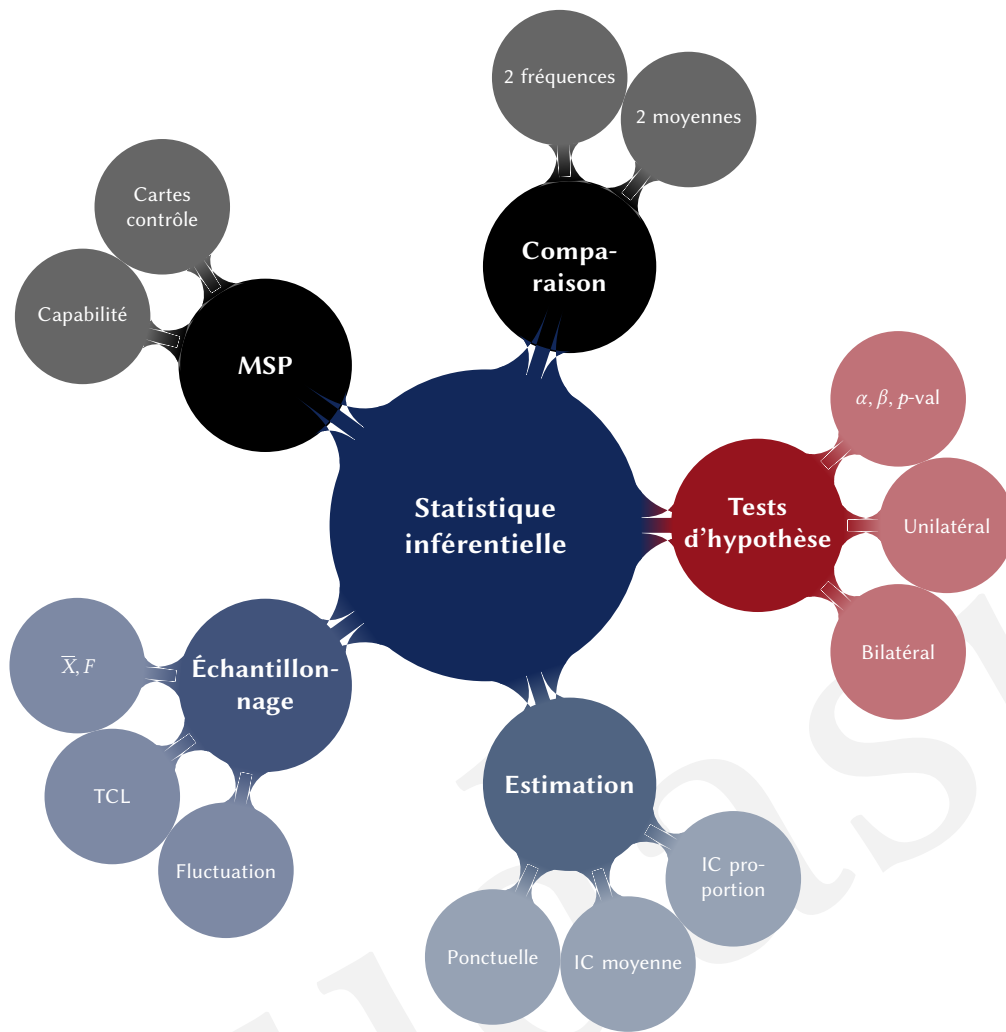 2 fréquences
2 moyennes
Compa-
raison
Cartes
contrôle
Capabilité
MSP
α, β, p-val
Tests
d'hypothèse
Unilatéral
Bilatéral
Statistique
inférentielle
X̅, F
Échantillon-
nage
TCL
Fluctuation
Estimation
IC pro-
portion
Ponctuelle
IC moyenne